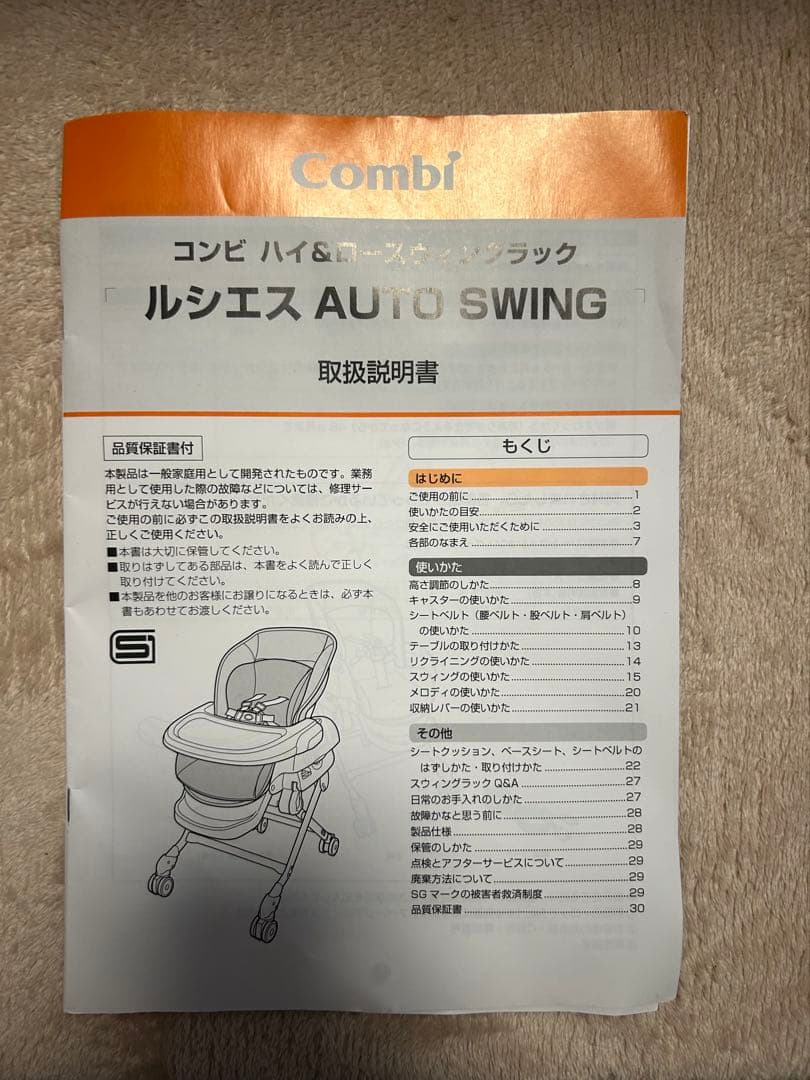 Combi
コンビ ハイ&ロースウィングラック
ルシエス AUTO SWING
取扱説明書
品質保証書付
本製品は一般家庭用として開発されたものです。業務
用として使用した際の故障などについては、修理サー
ビスが行えない場合があります。
ご使用の前に必ずこの取扱説明書をよくお読みの上、
正しくご使用ください。
■本書は大切に保管してください。
■取りはずしてある部品は、本書をよく読んで正しく
取り付けてください。
■本製品を他のお客様にお譲りになるときは、必ず本
書もあわせてお渡しください。
もくじ
はじめに
ご使用の前に 1
使いかたの目安 2
安全にご使用いただくために 3
各部のなまえ 7
使いかた
高さ調節のしかた 8
キャスターの使いかた 9
シートベルト（腰ベルト・股ベルト・肩ベルト）
の使いかた 10
テーブルの取り付けかた 13
リクライニングの使いかた 14
スウィングの使いかた 15
メロディの使いかた 20
収納レバーの使いかた 21
その他
シートクッション、ベースシート、シートベルトの
はずしかた・取り付けかた 22
スウィングラック Q&A 27
日常のお手入れのしかた 27
故障かなと思う前に 28
製品仕様 28
保管のしかた 29
点検とアフターサービスについて 29
廃棄方法について 29
SG マークの被害者救済制度 29
品質保証書 30